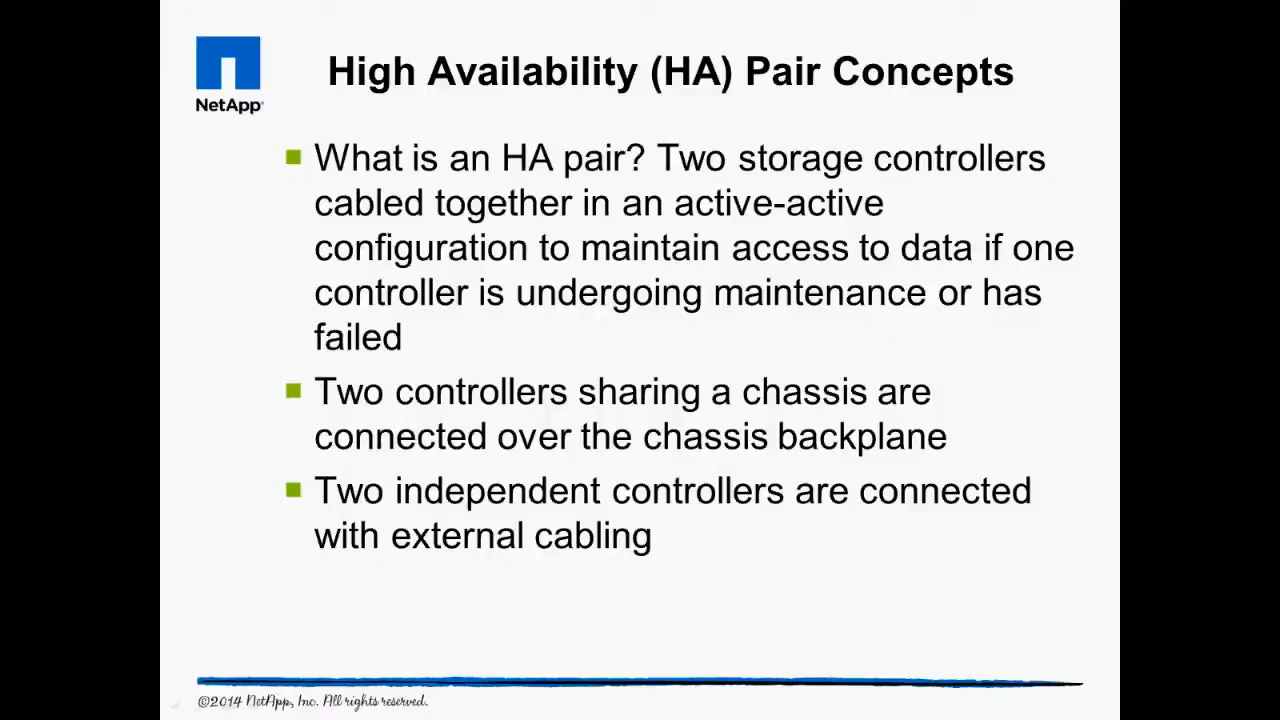 NetApp
High Availability (HA) Pair Concepts
What is an HA pair? Two storage controllers
cabled together in an active-active
configuration to maintain access to data if one
controller is undergoing maintenance or has
failed
Two controllers sharing a chassis are
connected over the chassis backplane
Two independent controllers are connected
with external cabling
©2014 NetApp, Inc. All rights reserved.